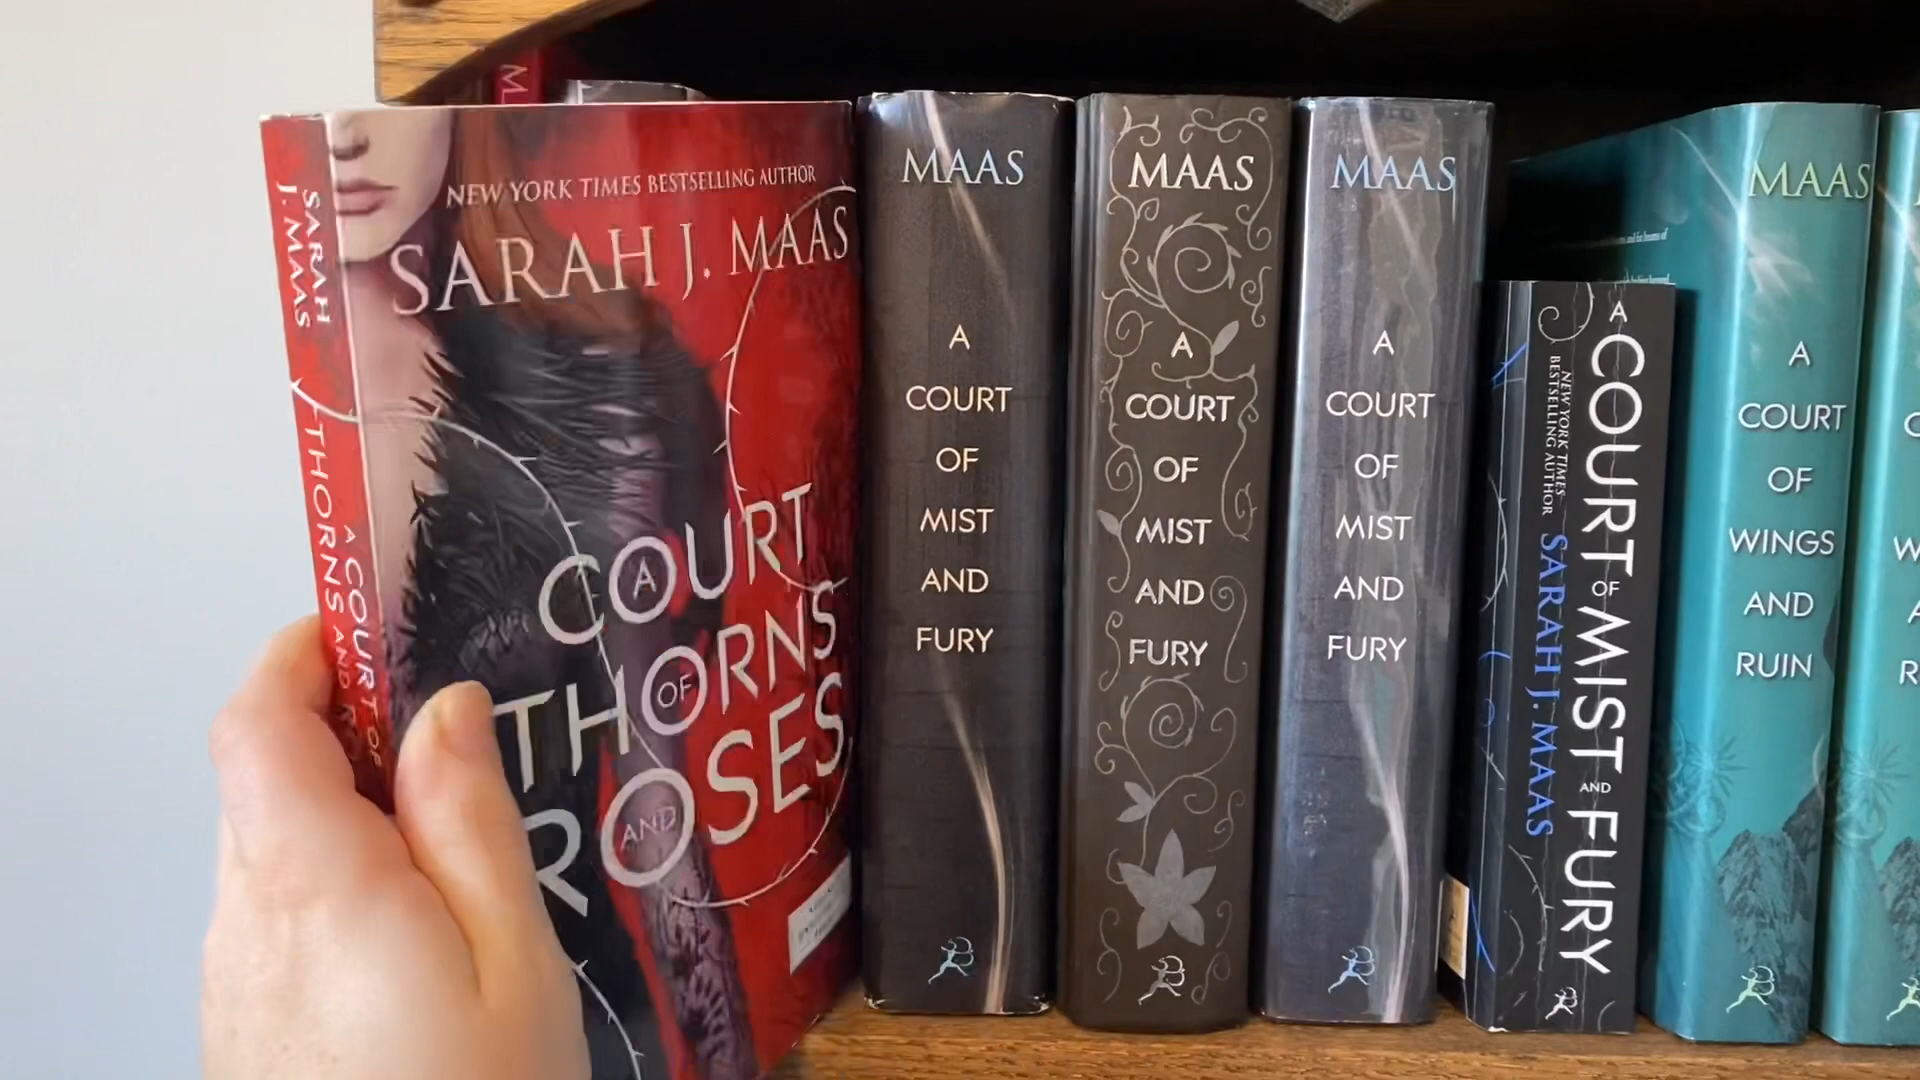 M
SARAH
J. MAAS
A COURT OF
THORNS AND
NEW YORK TIMES BESTSELLING AUTHOR
SARAH J. MAAS
A
COURT
OF
THORNS
AND
ROSES
MAAS
A
COURT
OF
MIST
AND
FURY
MAAS
A
COURT
OF
MIST
AND
FURY
MAAS
A
COURT
OF
MIST
AND
FURY
A COURT OF MIST AND FURY
NEW YORK TIMES
BESTSELLING AUTHOR
SARAH J. MAAS
MAAS
A
COURT
OF
WINGS
AND
RUIN
C
W
A
R